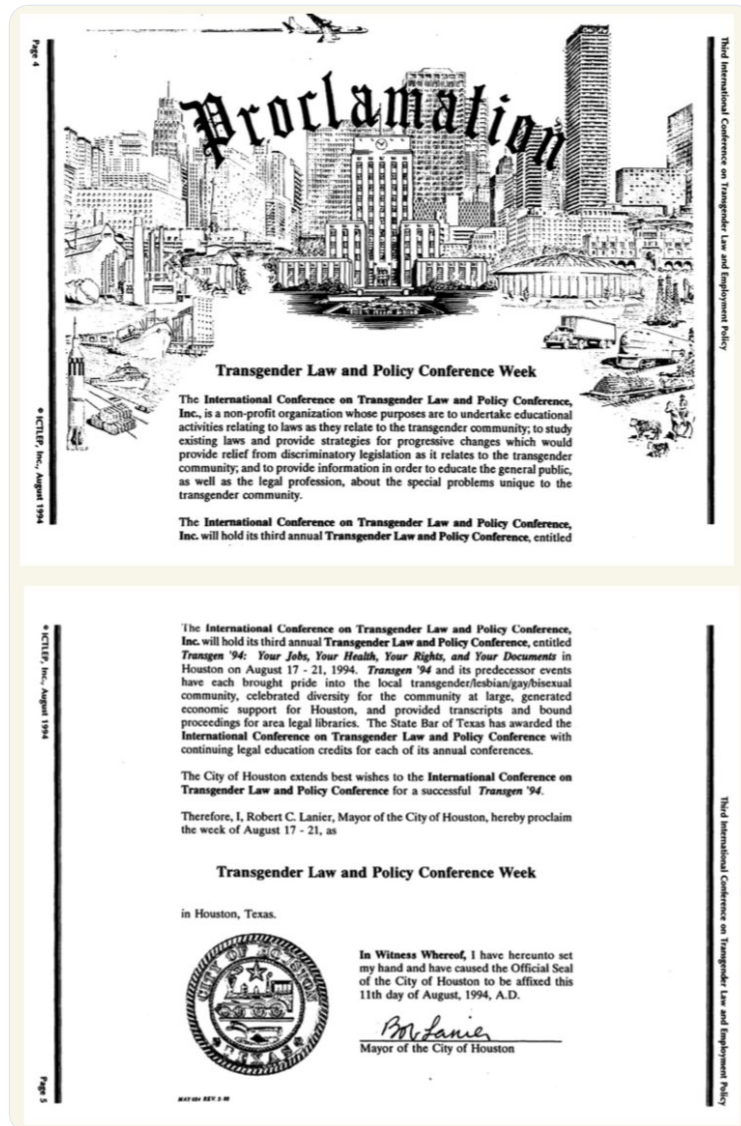 Page 4
Third International Conference on Transgender Law and Employment Policy
Proclamation
Transgender Law and Policy Conference Week
The International Conference on Transgender Law and Policy Conference,
Inc., is a non-profit organization whose purposes are to undertake educational
activities relating to laws as they relate to the transgender community; to study
existing laws and provide strategies for progressive changes which would
provide relief from discriminatory legislation as it relates to the transgender
community; and to provide information in order to educate the general public,
as well as the legal profession, about the special problems unique to the
transgender community.
The International Conference on Transgender Law and Policy Conference,
Inc. will hold its third annual Transgender Law and Policy Conference, entitled
© ICTLEP, Inc., August 1994
© ICTLEP, Inc., August 1994
The International Conference on Transgender Law and Policy Conference,
Inc. will hold its third annual Transgender Law and Policy Conference, entitled
Transgen '94: Your Jobs, Your Health, Your Rights, and Your Documents in
Houston on August 17 - 21, 1994. Transgen '94 and its predecessor events
have each brought pride into the local transgender/lesbian/gay/bisexual
community, celebrated diversity for the community at large, generated
economic support for Houston, and provided transcripts and bound
proceedings for area legal libraries. The State Bar of Texas has awarded the
International Conference on Transgender Law and Policy Conference with
continuing legal education credits for each of its annual conferences.
The City of Houston extends best wishes to the International Conference on
Transgender Law and Policy Conference for a successful Transgen '94.
Therefore, I, Robert C. Lanier, Mayor of the City of Houston, hereby proclaim
the week of August 17 - 21, as
Transgender Law and Policy Conference Week
in Houston, Texas.
CITY OF HOUSTON
TEXAS
In Witness Whereof, I have hereunto set
my hand and have caused the Official Seal
of the City of Houston to be affixed this
11th day of August, 1994, A.D.
Bob Lanier
Mayor of the City of Houston
Third International Conference on Transgender Law and Employment Policy
Page 5